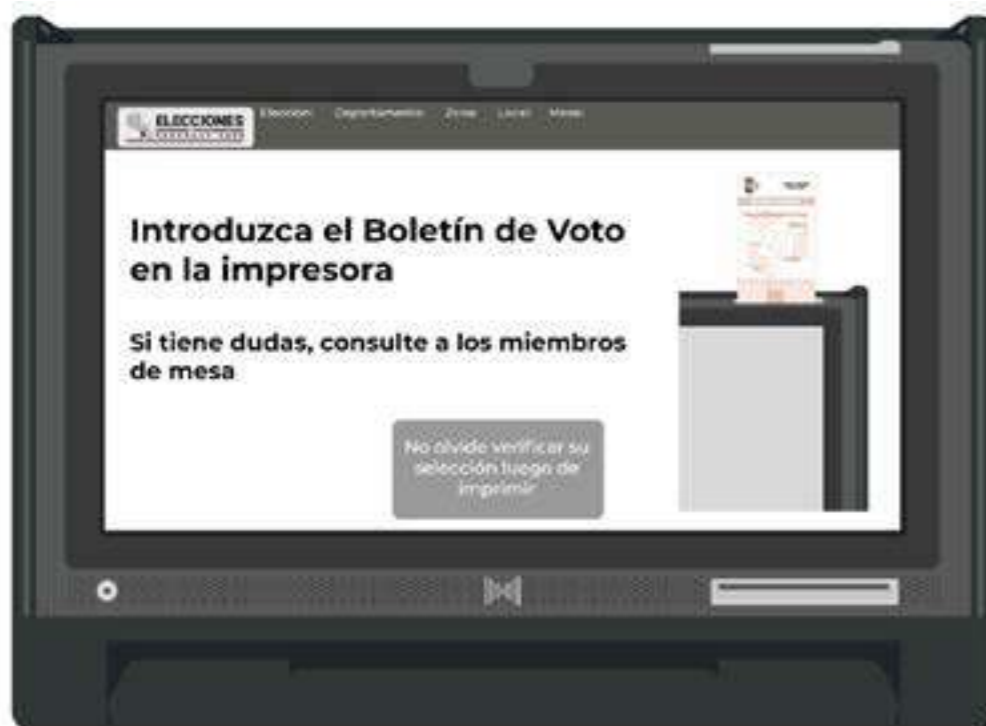 ELECCIONES
Elección: Departamento: Zona: Local: Mesa:
Introduzca el Boletín de Voto
en la impresora
Si tiene dudas, consulte a los miembros
de mesa
No olvide verificar su
selección luego de
imprimir